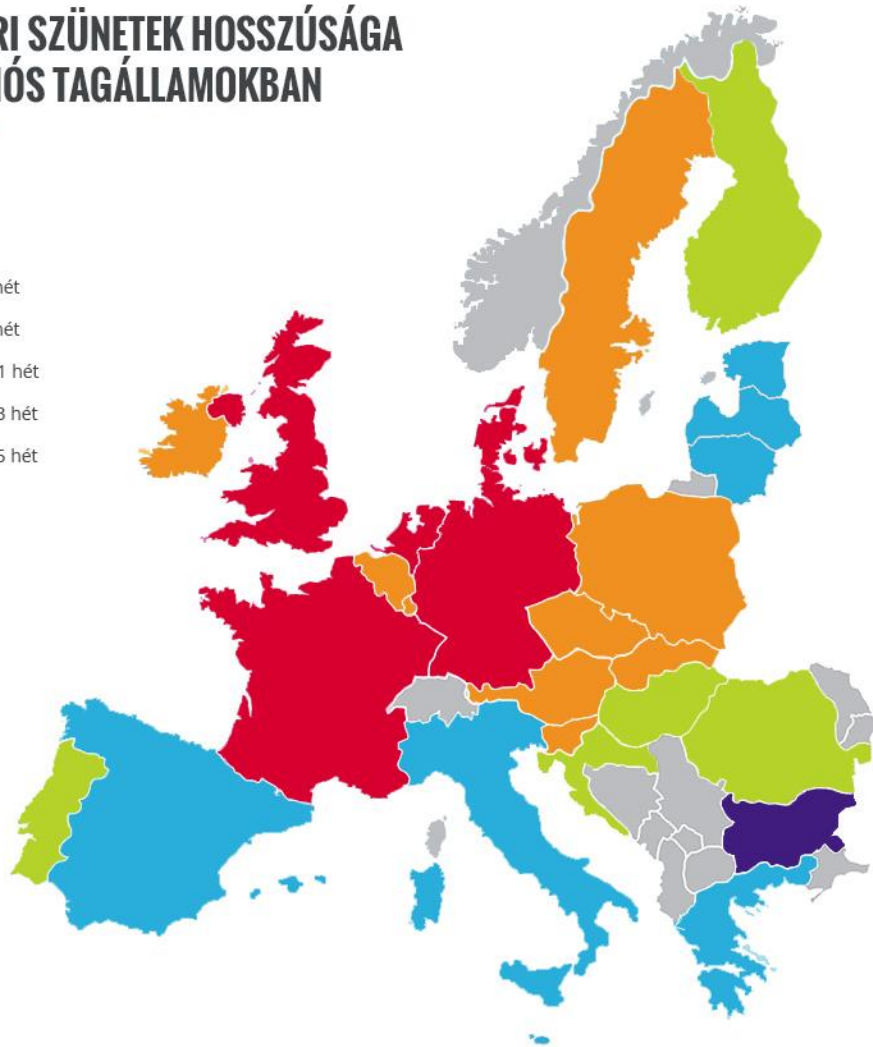 RI SZÜNETEK HOSSZÚSÁGA
IÓS TAGÁLLAMOKBAN
hét
hét
1 hét
3 hét
5 hét